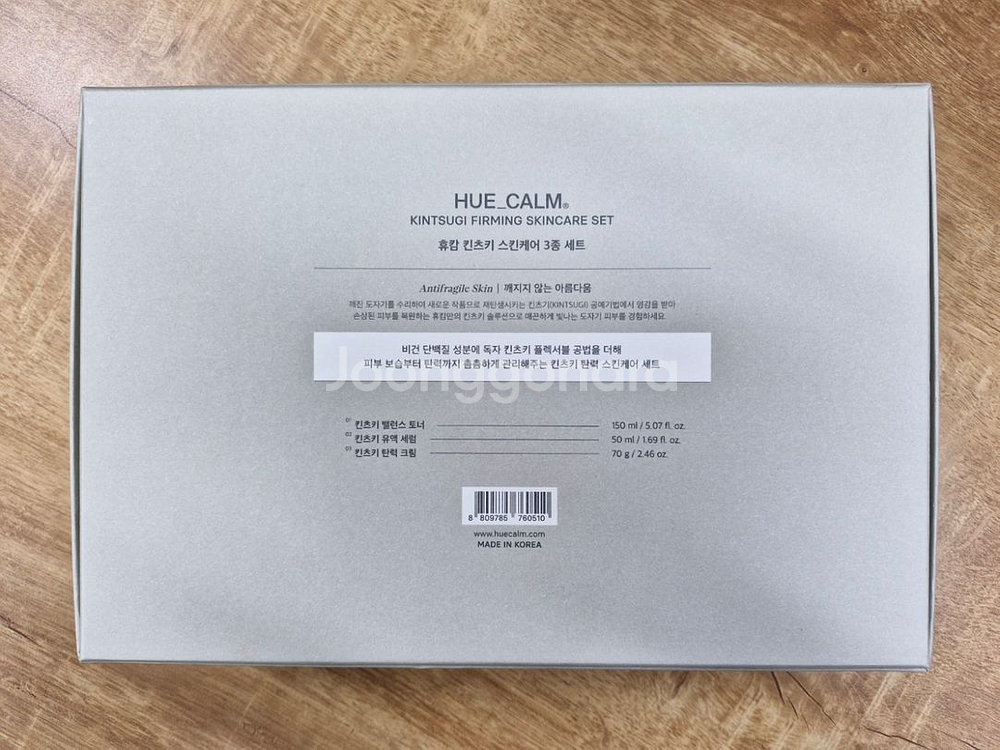 HUE_CALM®
KINTSUGI FIRMING SKINCARE SET
휴캄 킨츠키 스킨케어 3종 세트
Antifragile Skin | 깨지지 않는 아름다움
깨진 도자기를 수리하며 새로운 작품으로 재탄생시키는 킨츠기(KINTSUGI) 공예기법에서 영감을 받아
손상된 피부를 복원하는 휴캄만의 킨츠키 솔루션으로 매끈하게 빛나는 도자기 피부를 경험하세요.
비건 단백질 성분에 독자 킨츠키 플렉서블 공법을 더해
피부 보습부터 탄력까지 촘촘하게 관리해주는 킨츠키 탄력 스킨케어 세트
Joonggonara
01 킨츠키 밸런스 토너 150 ml / 5.07 fl. oz.
02 킨츠키 유액 세럼 50 ml / 1.69 fl. oz.
03 킨츠키 탄력 크림 70 g / 2.46 oz.
8 809785 760510
www.huecalm.com
MADE IN KOREA